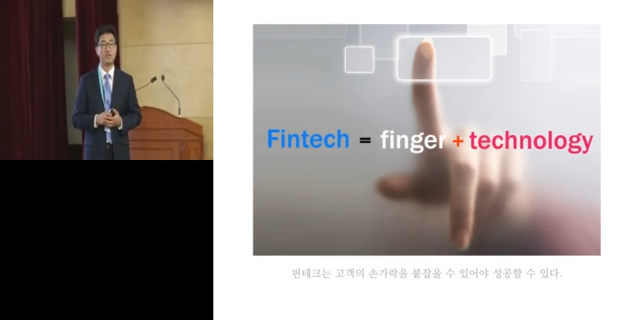 Fintech = finger + technology
핀테크는 고객의 손가락을 붙잡을 수 있어야 성공할 수 있다.